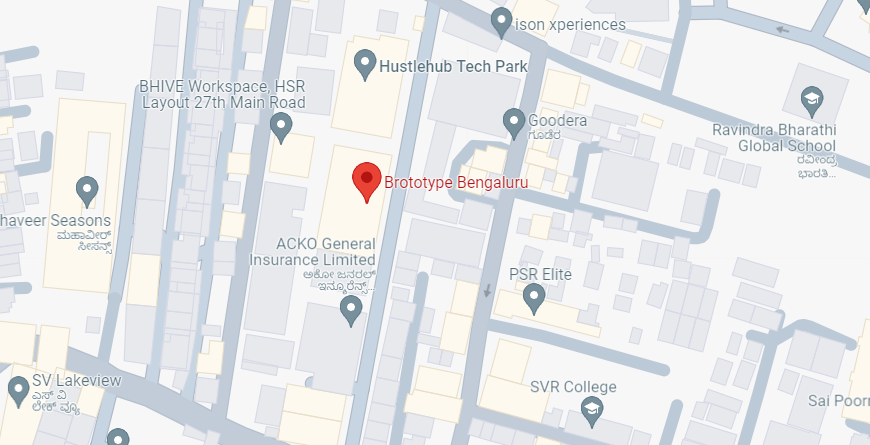 ison xperiences
Hustlehub Tech Park
BHIVE Workspace, HSR
Layout 27th Main Road
Goodera
ಗೂಡೆರ
Ravindra Bharathi
Global School
ರವೀಂದ್ರ
ಭಾರತಿ...
Brototype Bengaluru
haveer Seasons
ಮಹಾವೀರ್
ಸೀಸನ್ಸ್
ACKO General
Insurance Limited
ಅಕೋ ಜನರಲ್
ಇನ್ಶೂರೆನ್ಸ್...
PSR Elite
SV Lakeview
ಎಸ್ ವಿ
ಲೇಕ್ ವ್ಯೂ
SVR College
Sai Poorn